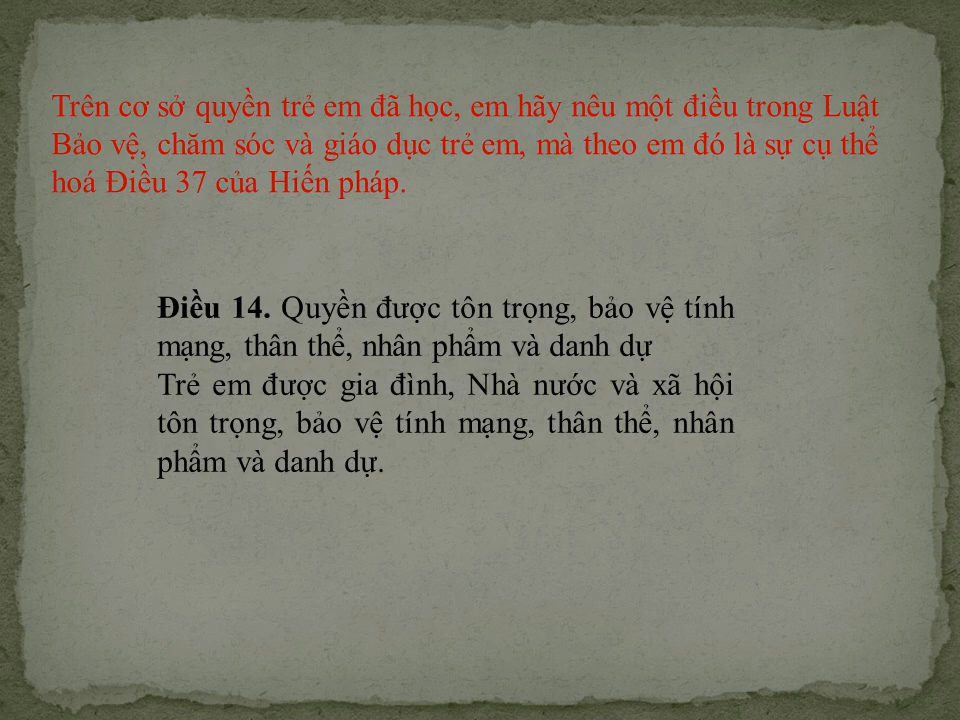 Trên cơ sở quyền trẻ em đã học, em hãy nêu một điều trong Luật
Bảo vệ, chăm sóc và giáo dục trẻ em, mà theo em đó là sự cụ thể
hoá Điều 37 của Hiến pháp.
Điều 14. Quyền được tôn trọng, bảo vệ tính
mạng, thân thể, nhân phẩm và danh dự
Trẻ em được gia đình, Nhà nước và xã hội
tôn trọng, bảo vệ tính mạng, thân thể, nhân
phẩm và danh dự.